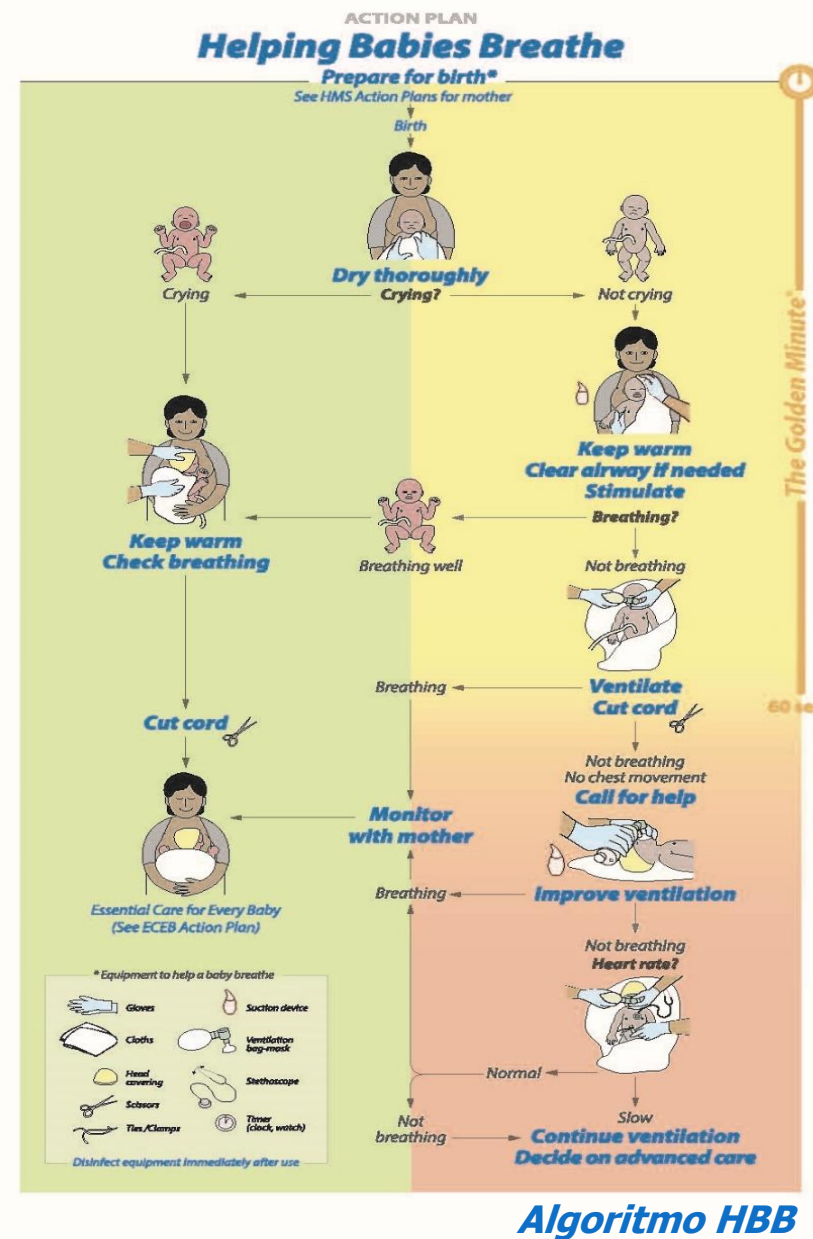 ACTION PLAN
Helping Babies Breathe
Prepare for birth*
See HMS Action Plans for mother
Birth
Dry thoroughly
Crying
Crying?
Not crying
The Golden Minute®
Keep warm
Clear airway if needed
Stimulate
Keep warm
Check breathing
Breathing well
Breathing?
Not breathing
Breathing
Ventilate
Cut cord
60 se
Cut cord
Not breathing
No chest movement
Call for help
Monitor
with mother
Breathing
Improve ventilation
Essential Care for Every Baby
(See ECEB Action Plan)
Not breathing
Heart rate?
* Equipment to help a baby breathe
Gloves
Suction device
Cloths
Ventilation
bag-mask
Head
covering
Stethoscope
Scissors
Ties/Clamps
Timer
(clock, watch)
Disinfect equipment immediately after use
Normal
Slow
Not
breathing
Continue ventilation
Decide on advanced care
Algoritmo HBB